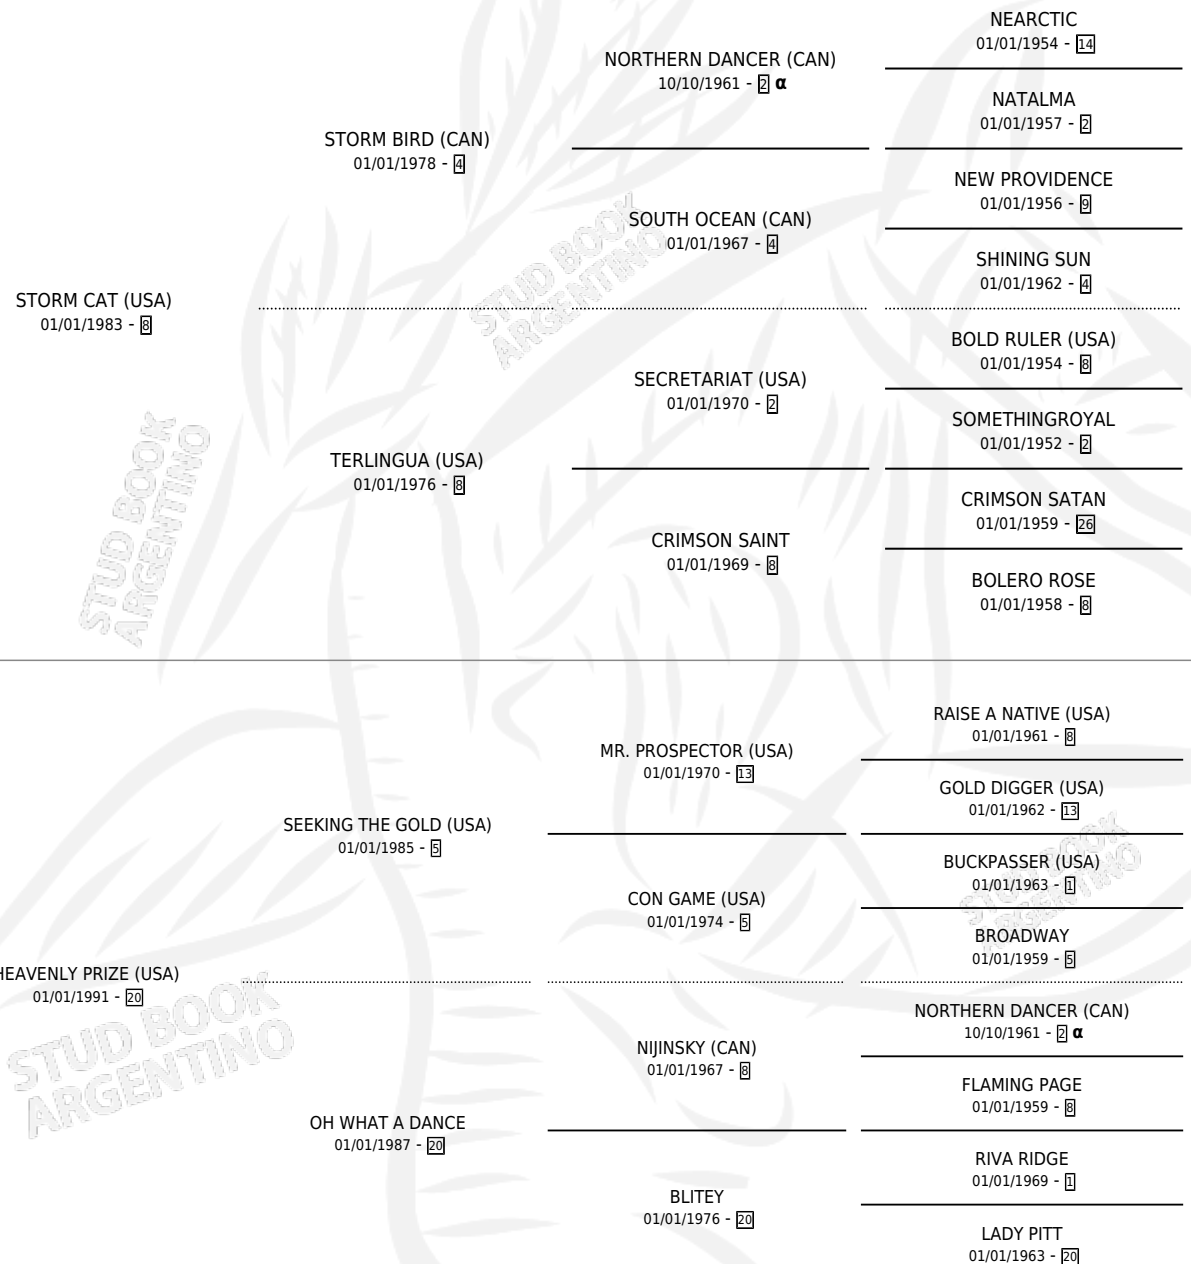 NEARCTIC
01/01/1954 - 14
NORTHERN DANCER (CAN)
10/10/1961 - 2 α
NATALMA
01/01/1957 - 2
STORM BIRD (CAN)
01/01/1978 - 4
NEW PROVIDENCE
01/01/1956 - 9
SOUTH OCEAN (CAN)
01/01/1967 - 4
SHINING SUN
01/01/1962 - 4
STUD BOOK
ARGENTINO
STORM CAT (USA)
01/01/1983 - 8
BOLD RULER (USA)
01/01/1954 - 8
SECRETARIAT (USA)
01/01/1970 - 2
SOMETHINGROYAL
01/01/1952 - 2
TERLINGUA (USA)
01/01/1976 - 8
CRIMSON SATAN
01/01/1959 - 26
CRIMSON SAINT
01/01/1969 - 8
BOLERO ROSE
01/01/1958 - 8
STUD BOOK
ARGENTINO
RAISE A NATIVE (USA)
01/01/1961 - 8
MR. PROSPECTOR (USA)
01/01/1970 - 13
GOLD DIGGER (USA)
01/01/1962 - 13
SEEKING THE GOLD (USA)
01/01/1985 - 5
BUCKPASSER (USA)
01/01/1963 - 1
CON GAME (USA)
01/01/1974 - 5
BROADWAY
01/01/1959 - 5
STUD BOOK
ARGENTINO
HEAVENLY PRIZE (USA)
01/01/1991 - 20
NORTHERN DANCER (CAN)
10/10/1961 - 2 α
NIJINSKY (CAN)
01/01/1967 - 8
FLAMING PAGE
01/01/1959 - 8
STUD BOOK
ARGENTINO
OH WHAT A DANCE
01/01/1987 - 20
RIVA RIDGE
01/01/1969 - 1
BLITEY
01/01/1976 - 20
LADY PITT
01/01/1963 - 20